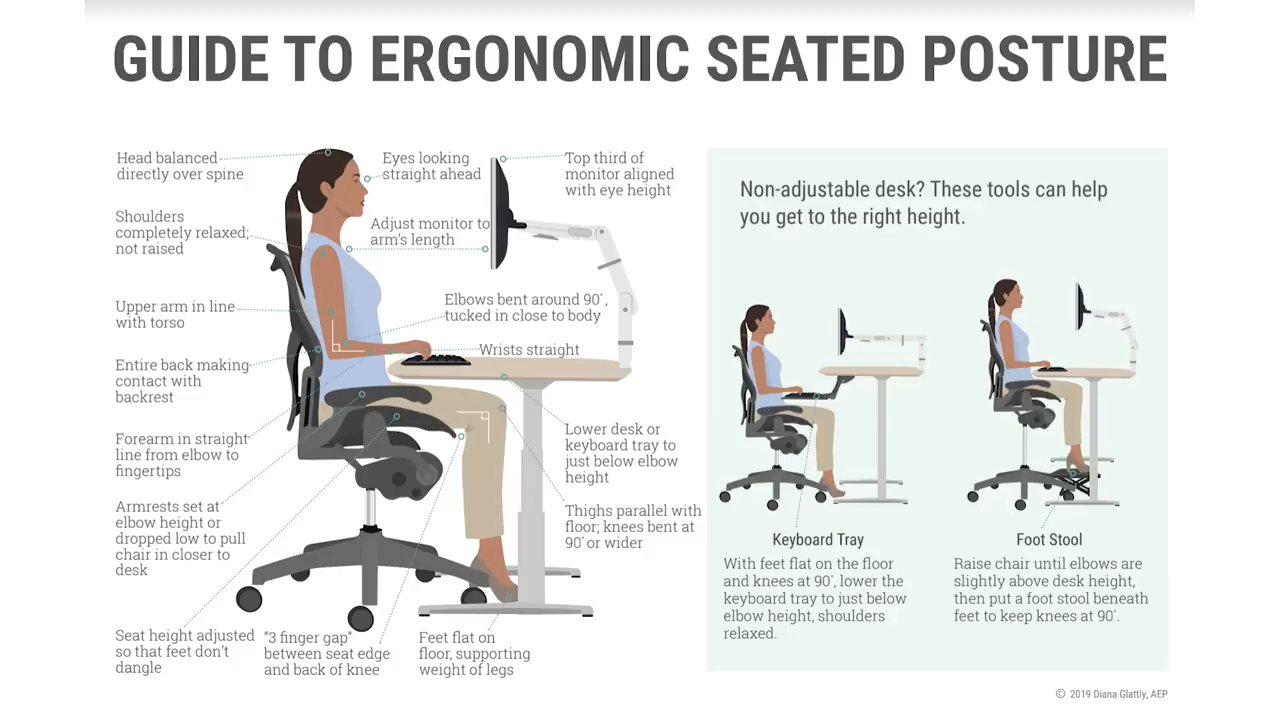 GUIDE TO ERGONOMIC SEATED POSTURE
Head balanced
directly over spine
Shoulders
completely relaxed;
not raised
Upper arm in line
with torso
Entire back making
contact with
backrest
Forearm in straight
line from elbow to
fingertips
Armrests set at
elbow height or
dropped low to pull
chair in closer to
desk
Seat height adjusted
so that feet don't
dangle
"3 finger gap"
between seat edge
and back of knee
Feet flat on
floor, supporting
weight of legs
Eyes looking
straight ahead
Adjust monitor to
arm's length
Elbows bent around 90°,
tucked in close to body
Wrists straight
Top third of
monitor aligned
with eye height
Lower desk or
keyboard tray to
just below elbow
height
Thighs parallel with
floor; knees bent at
90° or wider
Non-adjustable desk? These tools can help
you get to the right height.
Keyboard Tray
With feet flat on the floor
and knees at 90°, lower the
keyboard tray to just below
elbow height, shoulders
relaxed.
Foot Stool
Raise chair until elbows are
slightly above desk height,
then put a foot stool beneath
feet to keep knees at 90°.
© 2019 Diana Glattly, AEP